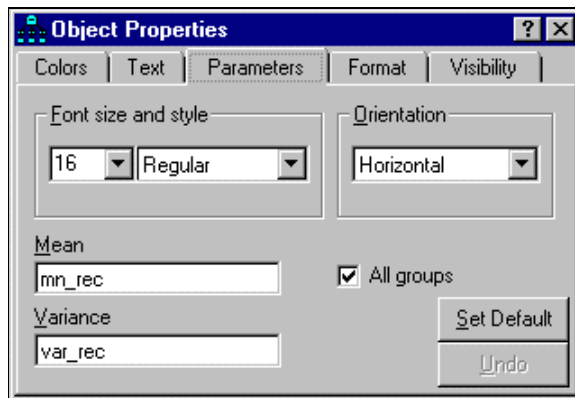 Object Properties
Colors Text Parameters Format Visibility
Font size and style Orientation
16 Regular Horizontal
Mean
mn_rec
All groups
Variance
Set Default
var_rec
Undo